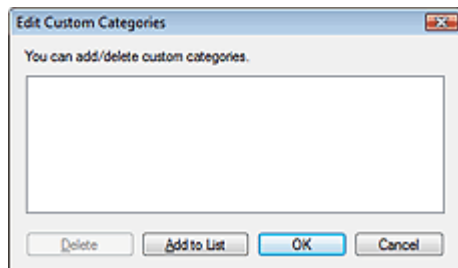 Edit Custom Categories
You can add/delete custom categories.
Delete
Add to List
OK
Cancel